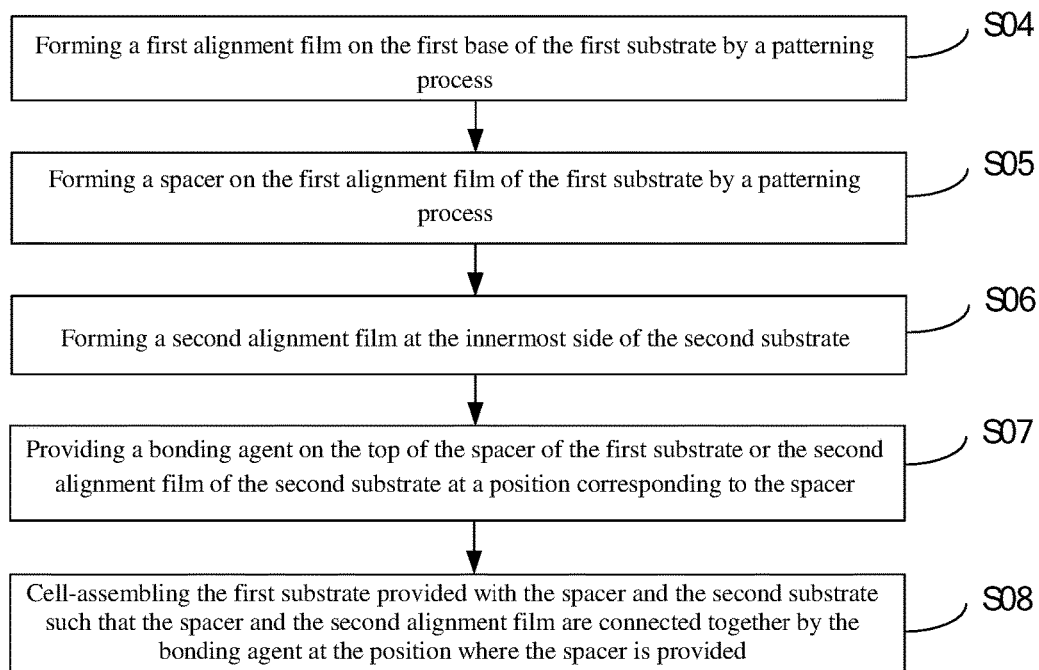 Forming a first alignment film on the first base of the first substrate by a patterning
process
S04
Forming a spacer on the first alignment film of the first substrate by a patterning
process
S05
Forming a second alignment film at the innermost side of the second substrate
S06
Providing a bonding agent on the top of the spacer of the first substrate or the second
alignment film of the second substrate at a position corresponding to the spacer
S07
Cell-assembling the first substrate provided with the spacer and the second substrate
such that the spacer and the second alignment film are connected together by the
bonding agent at the position where the spacer is provided
S08